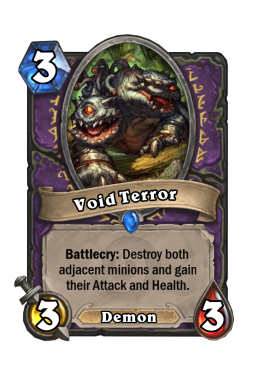 3
Void Terror
Battlecry: Destroy both
adjacent minions and gain
their Attack and Health.
3 Demon 3